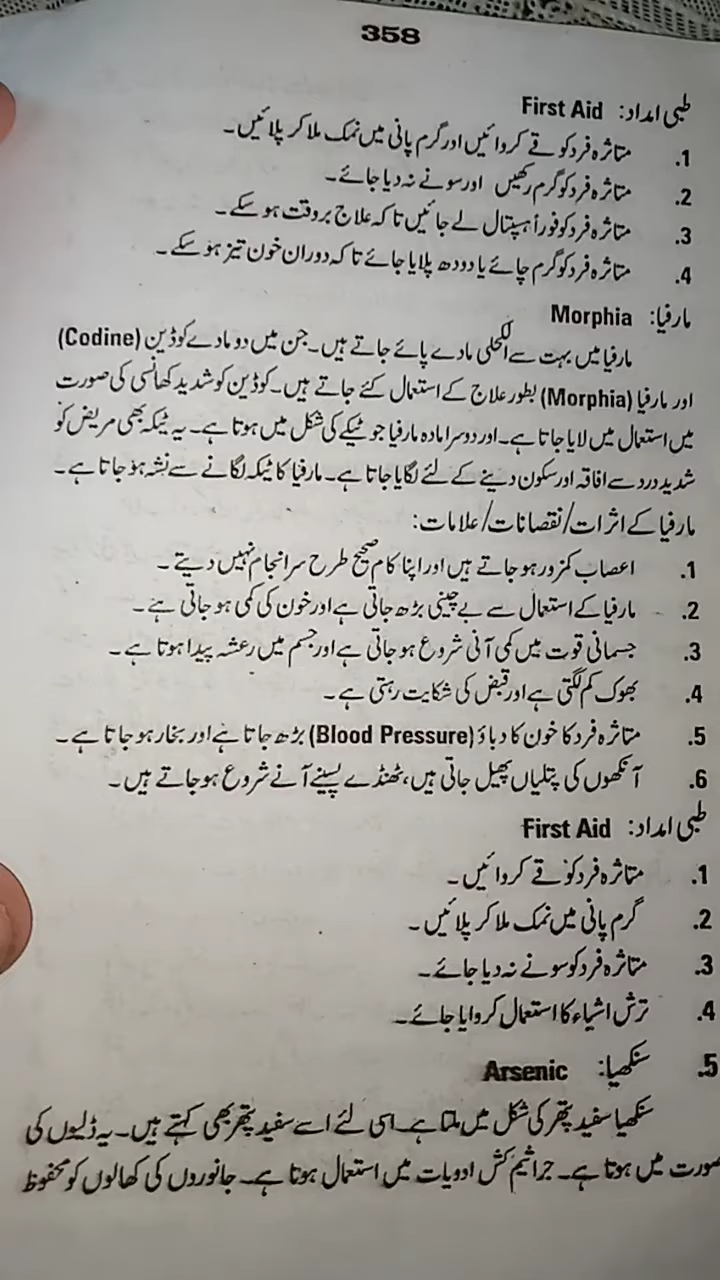 358
طبی امداد: First Aid
1. متاثرہ فرد کو قے کروائیں اور گرم پانی میں نمک ملا کر پلائیں۔
2. متاثرہ فرد کو گرم رکھیں اور سونے نہ دیا جائے۔
3. متاثرہ فرد کو فوراً ہسپتال لے جائیں تا کہ علاج بروقت ہو سکے۔
4. متاثرہ فرد کو گرم چائے یا دودھ پلایا جائے تا کہ دوران خون تیز ہو سکے۔
مارفیا: Morphia
مارفیا میں بہت سے الکحلی مادے پائے جاتے ہیں۔ جن میں دو مادے کوڈین (Codine)
اور مارفیا (Morphia) بطور علاج کے استعمال کئے جاتے ہیں۔ کوڈین کو شدید کھانسی کی صورت
میں استعمال میں لایا جاتا ہے۔ اور دوسرا مادہ مارفیا جو ٹیکے کی شکل میں ہوتا ہے۔ یہ ٹیکہ بھی مریض کو
شدید درد سے افاقہ اور سکون دینے کے لئے لگایا جاتا ہے۔ مارفیا کا ٹیکہ لگانے سے نشہ ہو جاتا ہے۔
مارفیا کے اثرات/نقصانات/علامات:
1. اعصاب کمزور ہو جاتے ہیں اور اپنا کام صحیح طرح سر انجام نہیں دیتے۔
2. مارفیا کے استعمال سے بے چینی بڑھ جاتی ہے اور خون کی کمی ہو جاتی ہے۔
3. جسمانی قوت میں کمی آنی شروع ہو جاتی ہے اور جسم میں رعشہ پیدا ہوتا ہے۔
4. بھوک کم لگتی ہے اور قبض کی شکایت رہتی ہے۔
5. متاثرہ فرد کا خون کا دباؤ (Blood Pressure) بڑھ جاتا ہے اور بخار ہو جاتا ہے۔
6. آنکھوں کی پتلیاں پھیل جاتی ہیں، ٹھنڈے پسینے آنے شروع ہو جاتے ہیں۔
طبی امداد: First Aid
1. متاثرہ فرد کو قے کروائیں۔
2. گرم پانی میں نمک ملا کر پلائیں۔
3. متاثرہ فرد کو سونے نہ دیا جائے۔
4. ترش اشیاء کا استعمال کروایا جائے۔
5. سنکھیا: Arsenic
سنکھیا سفید پتھر کی شکل میں ملتا ہے۔ اسی لئے اسے سفید پتھر بھی کہتے ہیں۔ یہ ڈلیوں کی
صورت میں ہوتا ہے۔ جراثیم کش ادویات میں استعمال ہوتا ہے۔ جانوروں کی کھالوں کو محفوظ